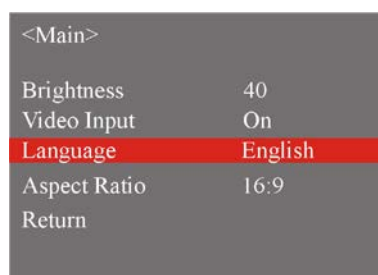 <Main>
Brightness 40
Video Input On
Language English
Aspect Ratio 16:9
Return